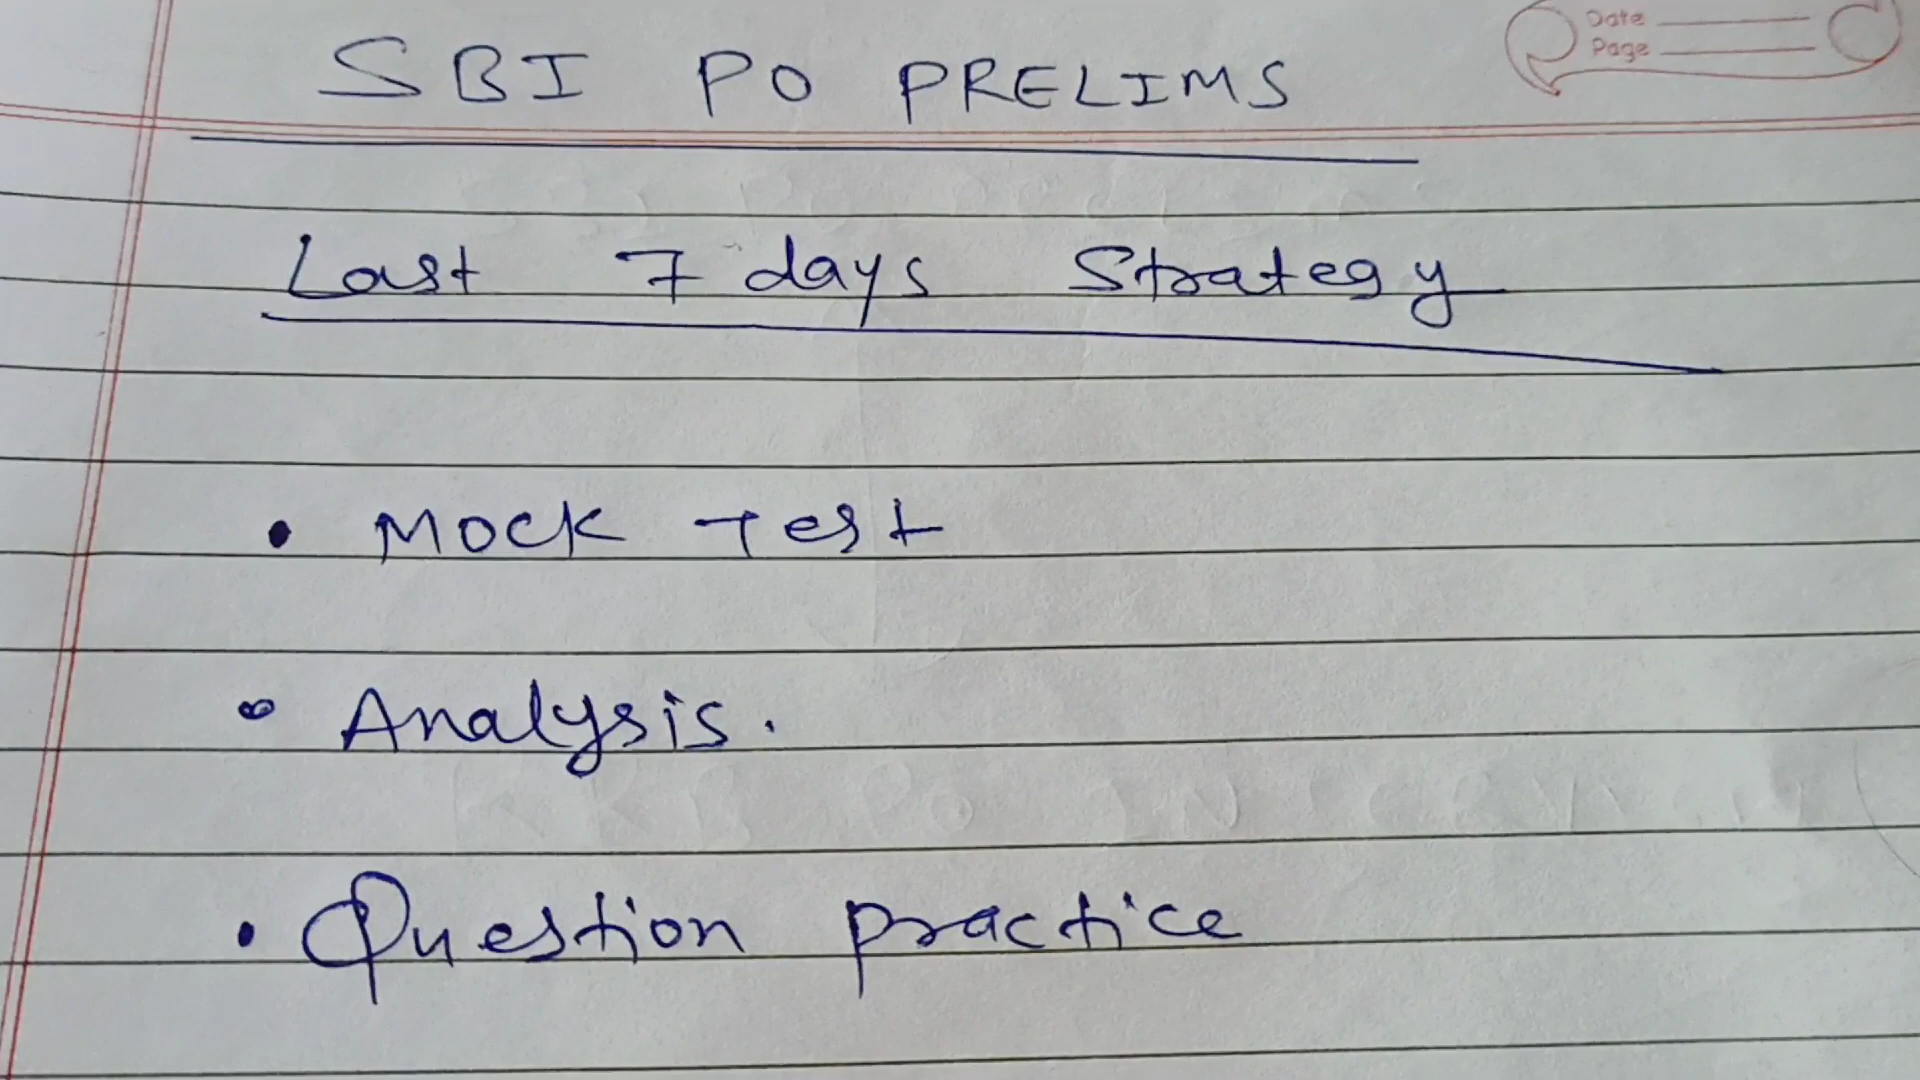 Date
Page
SBI PO PRELIMS
Last 7 days Strategy
• Mock Test
• Analysis.
• Question practice